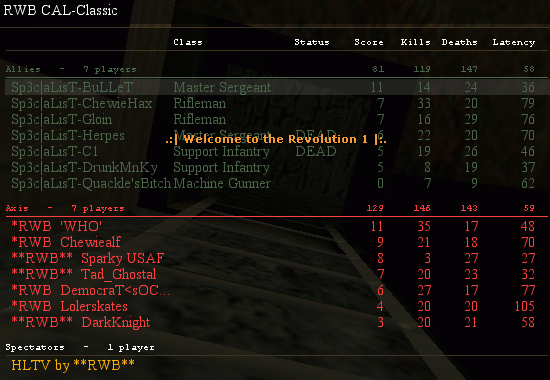 RWB CAL-Classic
Class Status Score Kills Deaths Latency
Allies - 7 players 81 119 147 58
Sp3c|aLisT-BuLLeT Master Sergeant 11 14 24 36
Sp3c|aLisT-ChewieHax Rifleman 7 33 20 79
Sp3c|aLisT-Gloin Rifleman 7 16 29 76
Sp3c|aLisT-Herpes Master Sergeant DEAD 6 22 20 70
.:| Welcome to the Revolution 1 |:.
Sp3c|aLisT-C1 Support Infantry DEAD 5 19 26 46
Sp3c|aLisT-DrunkMnKy Support Infantry 5 8 19 37
Sp3c|aLisT-Quackle'sBitch Machine Gunner 0 7 9 62
Axis - 7 players 129 146 143 59
*RWB 'WHO' 11 35 17 48
*RWB Chewiealf 9 21 18 70
**RWB** Sparky USAF 8 3 27 27
**RWB** Tad_Ghostal 7 20 23 32
*RWB DemocraT<sOC... 6 27 17 77
*RWB Lolerskates 4 20 20 105
**RWB** DarkKnight 3 20 21 58
Spectators - 1 player
HLTV by **RWB**